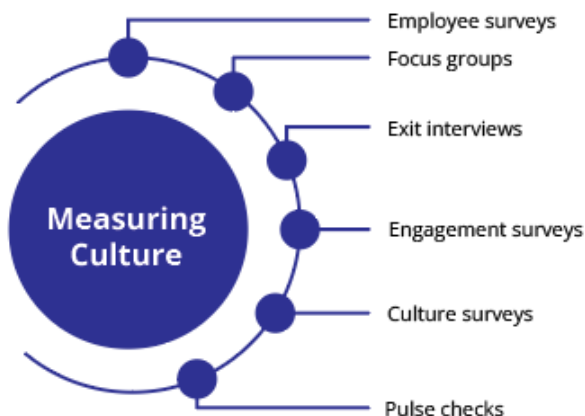 Employee surveys
Focus groups
Exit interviews
Measuring
Culture
Engagement surveys
Culture surveys
Pulse checks